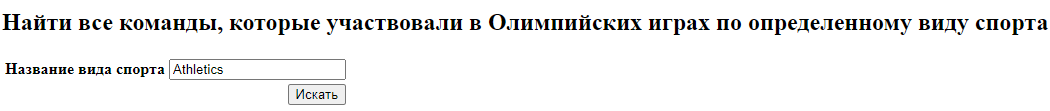 Найти все команды, которые участвовали в Олимпийских играх по определенному виду спорта
Название вида спорта Athletics
Искать